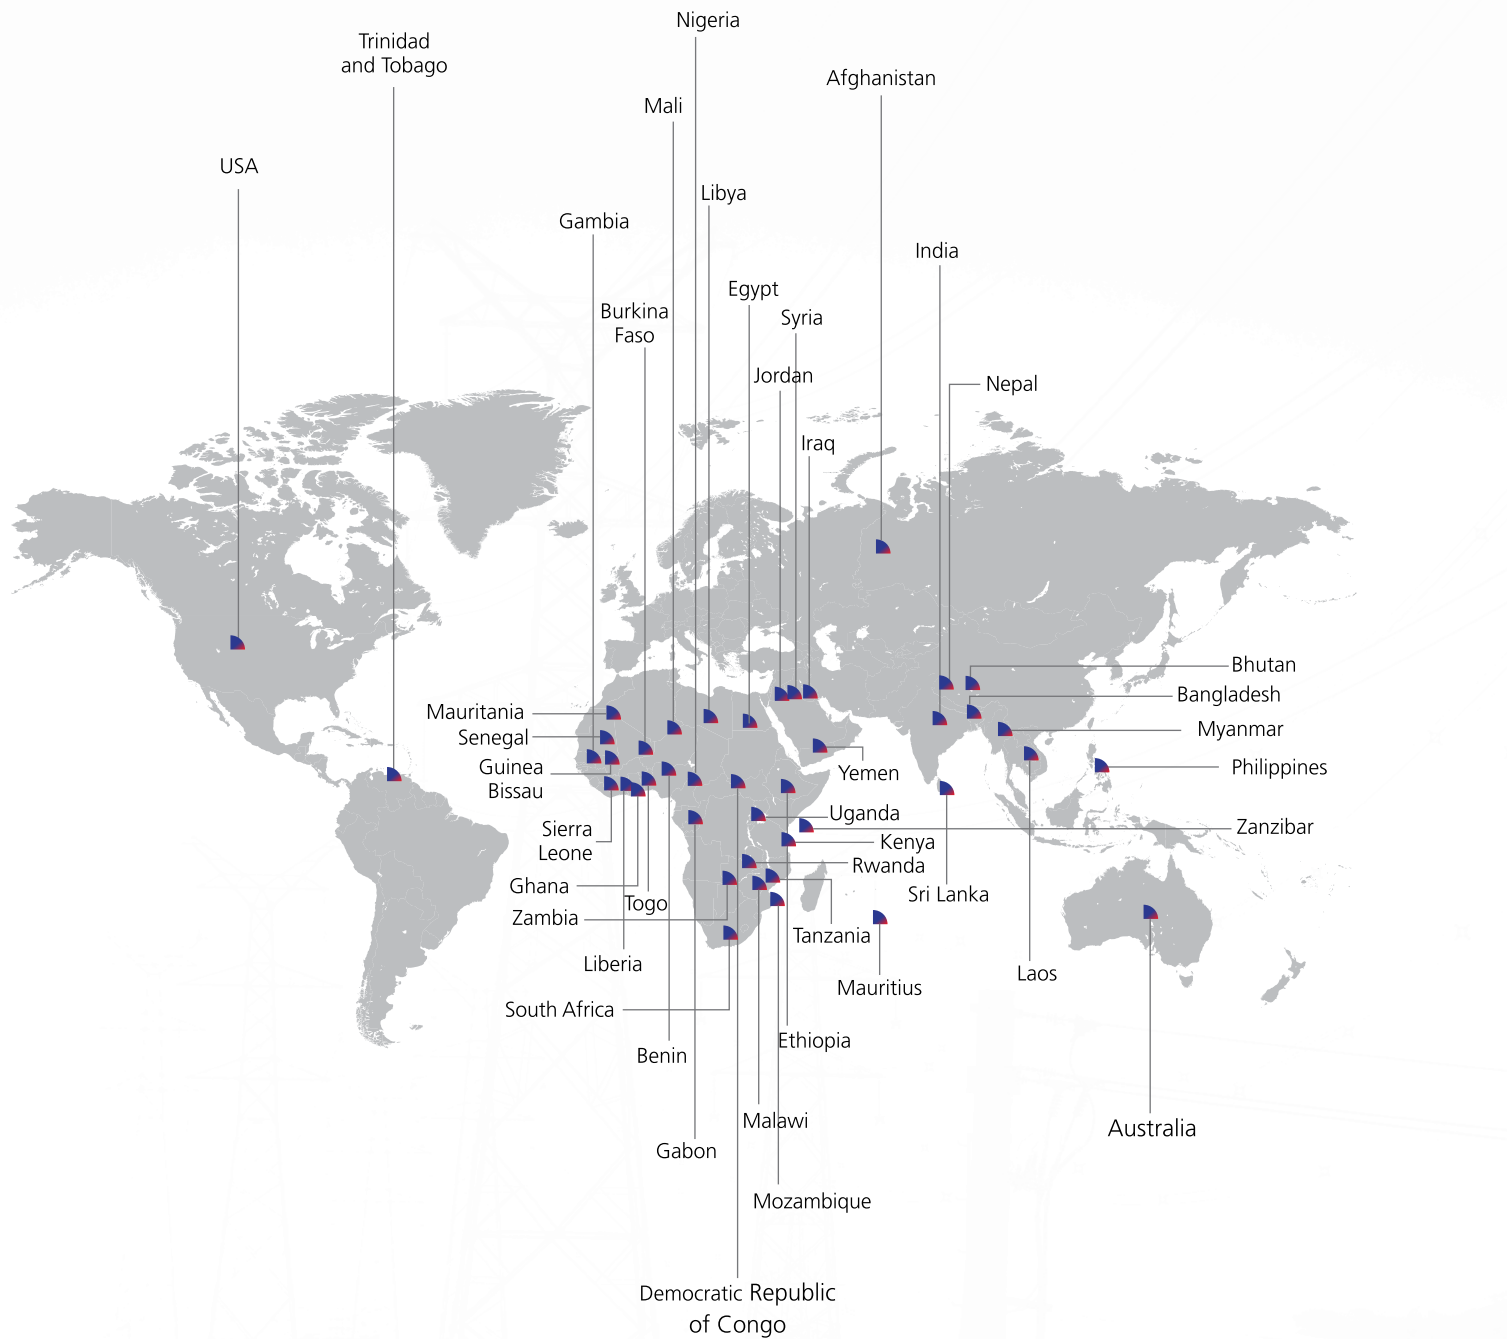 Nigeria
Trinidad
and Tobago
Afghanistan
Mali
USA
Libya
Gambia
India
Egypt
Burkina
Faso
Syria
Jordan
Nepal
Iraq
Bhutan
Bangladesh
Mauritania
Senegal
Myanmar
Guinea
Bissau
Yemen
Philippines
Uganda
Zanzibar
Sierra
Leone
Kenya
Rwanda
Ghana
Sri Lanka
Togo
Zambia
Tanzania
Liberia
Laos
Mauritius
South Africa
Ethiopia
Benin
Malawi
Australia
Gabon
Mozambique
Democratic Republic
of Congo